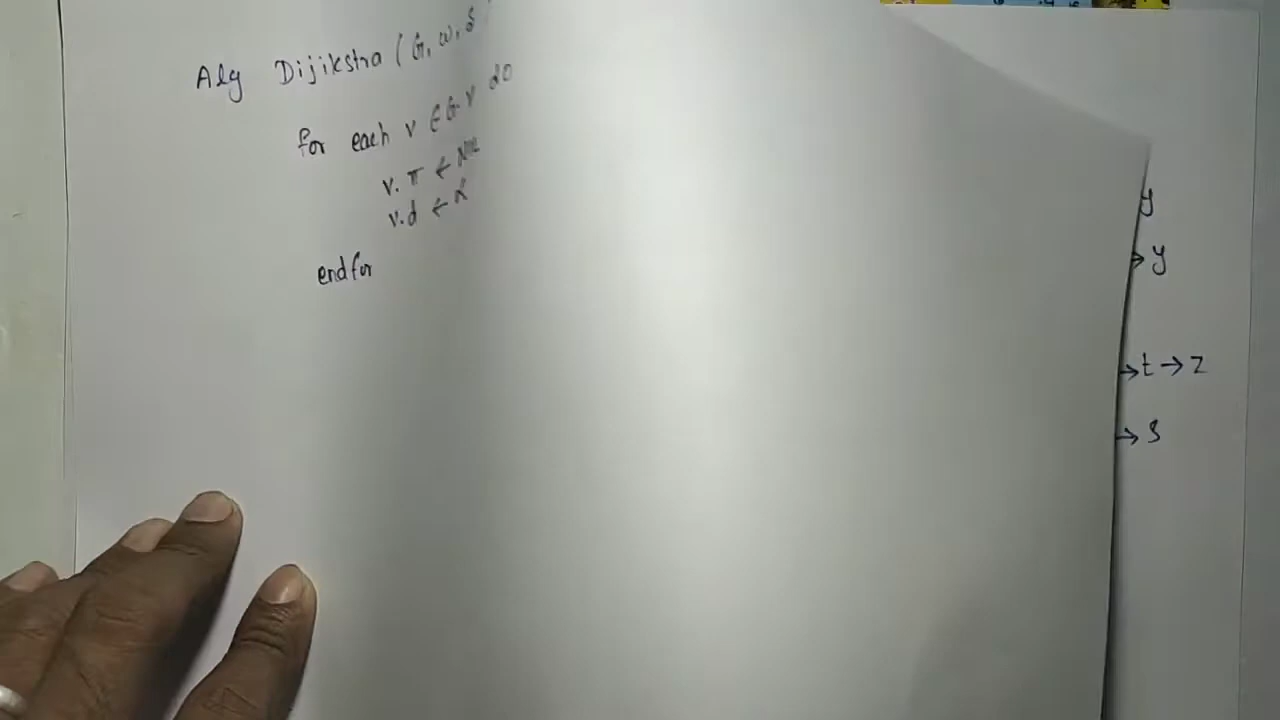 Alg Dijikstra (G, w, s
for each v ∈ G.V do
v.π ← NIL
v.d ← ∝
endfor
y
→ y
→ t → z
→ s